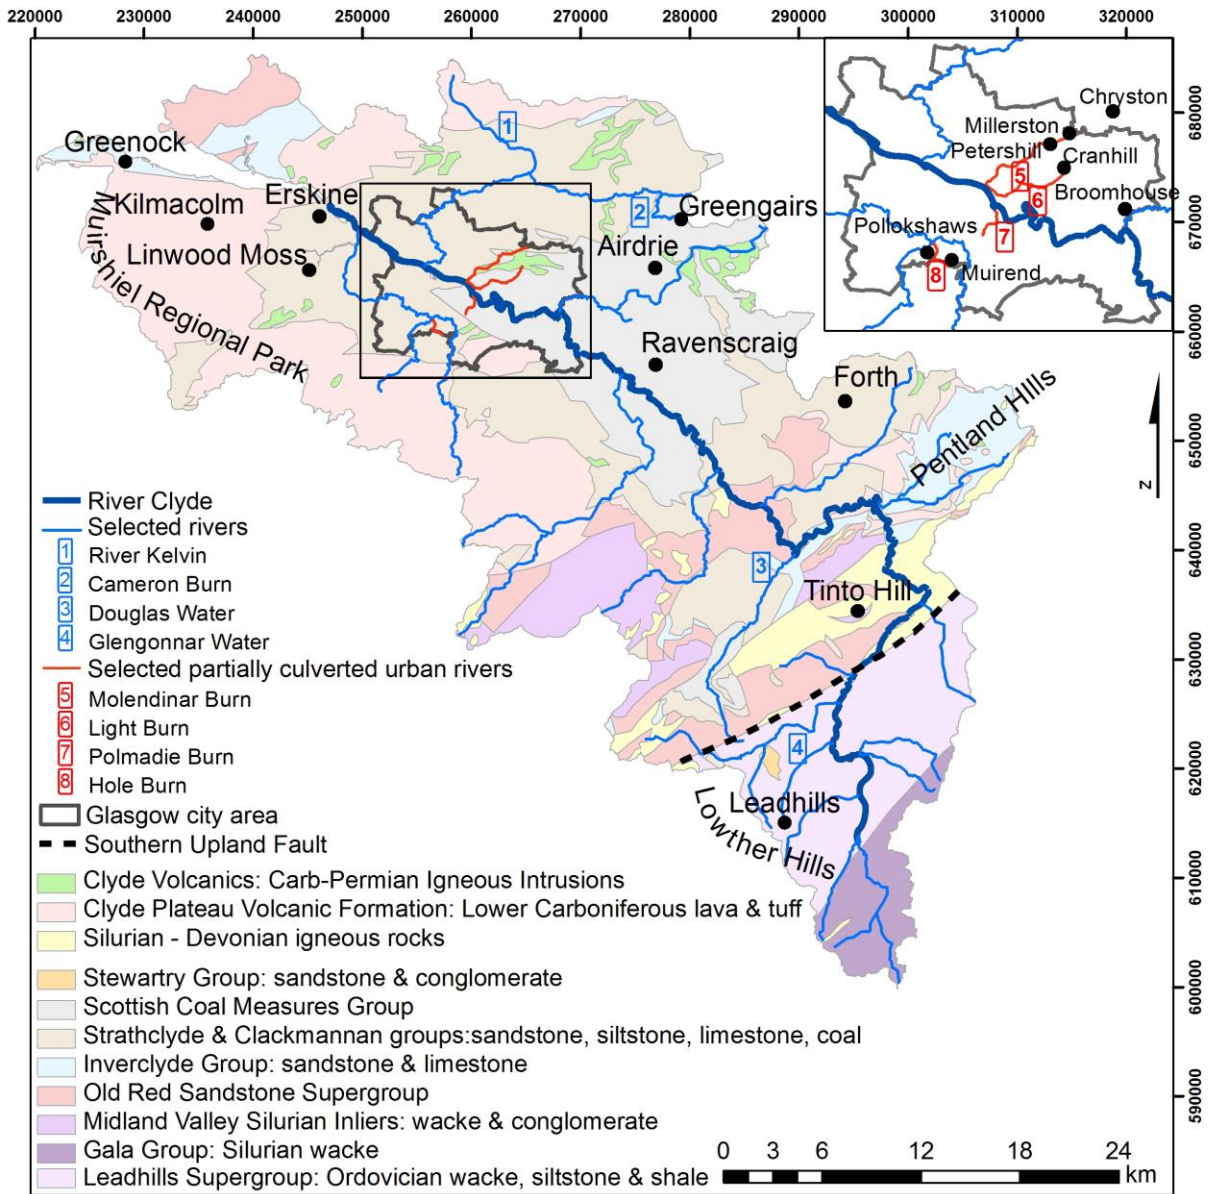 220000 230000 240000 250000 260000 270000 280000 290000 300000 310000 320000
Chryston
Millerston
Petershill
Cranhill
5
6
Broomhouse
7
Pollokshaws
8
Muirend
680000
670000
660000
650000
640000
630000
620000
610000
600000
590000
z
1
Greenock
Kilmacolm
Erskine
2
Greengairs
Linwood Moss
Airdrie
Muirshiel Regional Park
Ravenscraig
Forth
Pentland HIlls
3
Tinto Hill
4
Leadhills
Lowther Hills
River Clyde
Selected rivers
1 River Kelvin
2 Cameron Burn
3 Douglas Water
4 Glengonnar Water
Selected partially culverted urban rivers
5 Molendinar Burn
6 Light Burn
7 Polmadie Burn
8 Hole Burn
Glasgow city area
Southern Upland Fault
Clyde Volcanics: Carb-Permian Igneous Intrusions
Clyde Plateau Volcanic Formation: Lower Carboniferous lava & tuff
Silurian - Devonian igneous rocks
Stewartry Group: sandstone & conglomerate
Scottish Coal Measures Group
Strathclyde & Clackmannan groups:sandstone, siltstone, limestone, coal
Inverclyde Group: sandstone & limestone
Old Red Sandstone Supergroup
Midland Valley Silurian Inliers: wacke & conglomerate
Gala Group: Silurian wacke
Leadhills Supergroup: Ordovician wacke, siltstone & shale
0 3 6 12 18 24
km